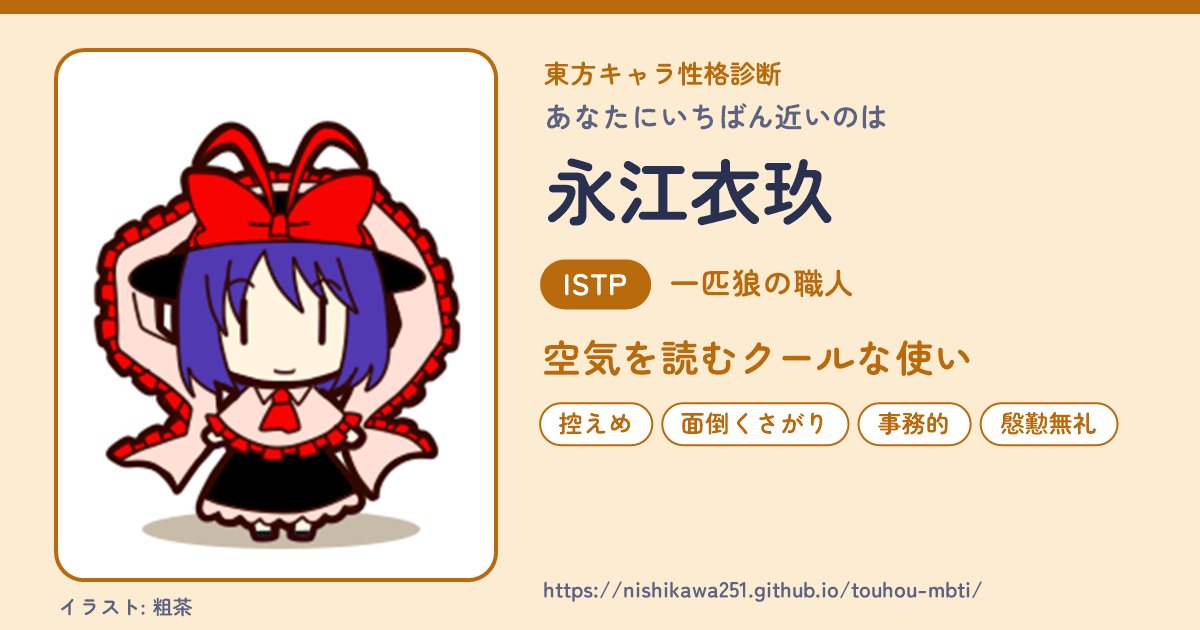 東方キャラ性格診断
あなたにいちばん近いのは
永江衣玖
ISTP 一匹狼の職人
空気を読むクールな使い
控えめ 面倒くさがり 事務的 慇懃無礼
https://nishikawa251.github.io/touhou-mbti/
イラスト: 粗茶